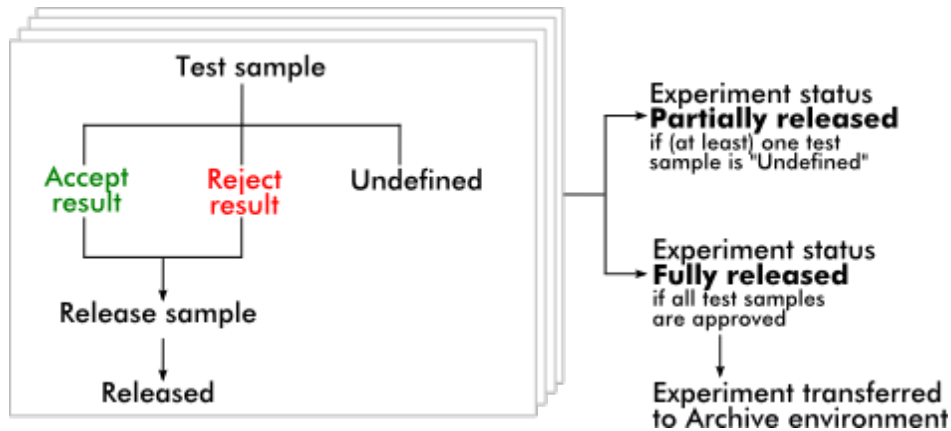 Test sample
Accept
result
Reject
result
Undefined
Release sample
Released
Experiment status
Partially released
if (at least) one test
sample is "Undefined"
Experiment status
Fully released
if all test samples
are approved
Experiment transferred
to Archive environment